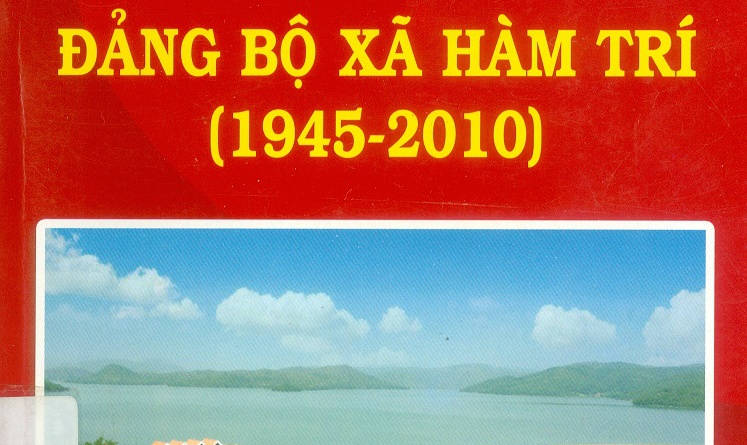 ĐẢNG BỘ XÃ HÀM TRÍ
(1945-2010)